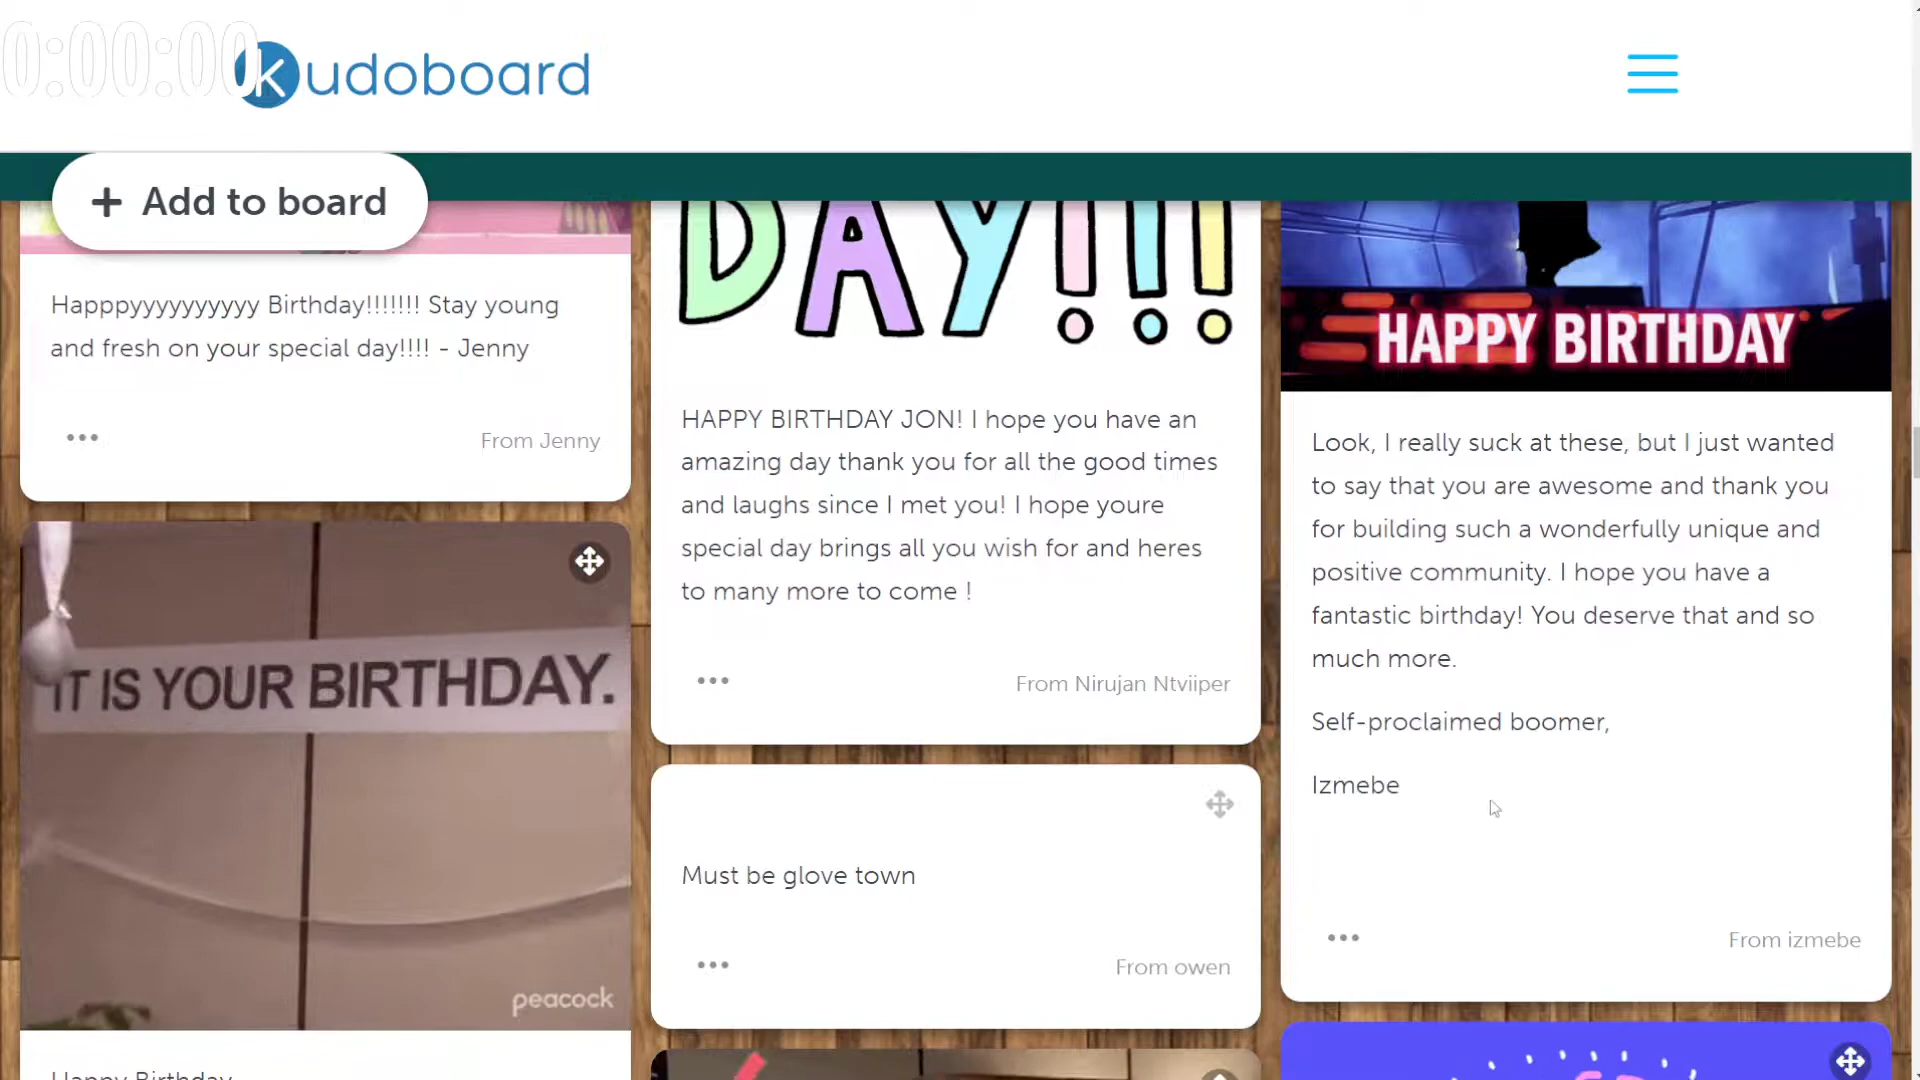 0:00:00
kudoboard
+ Add to board
Happpyyyyyyyyyy Birthday!!!!!!! Stay young
and fresh on your special day!!!! - Jenny
From Jenny
IT IS YOUR BIRTHDAY.
peacock
Happy Birthday
DAY!!!
HAPPY BIRTHDAY JON! I hope you have an
amazing day thank you for all the good times
and laughs since I met you! I hope youre
special day brings all you wish for and heres
to many more to come !
From Nirujan Ntviiper
Must be glove town
From owen
HAPPY BIRTHDAY
Look, I really suck at these, but I just wanted
to say that you are awesome and thank you
for building such a wonderfully unique and
positive community. I hope you have a
fantastic birthday! You deserve that and so
much more.
Self-proclaimed boomer,
Izmebe
From izmebe